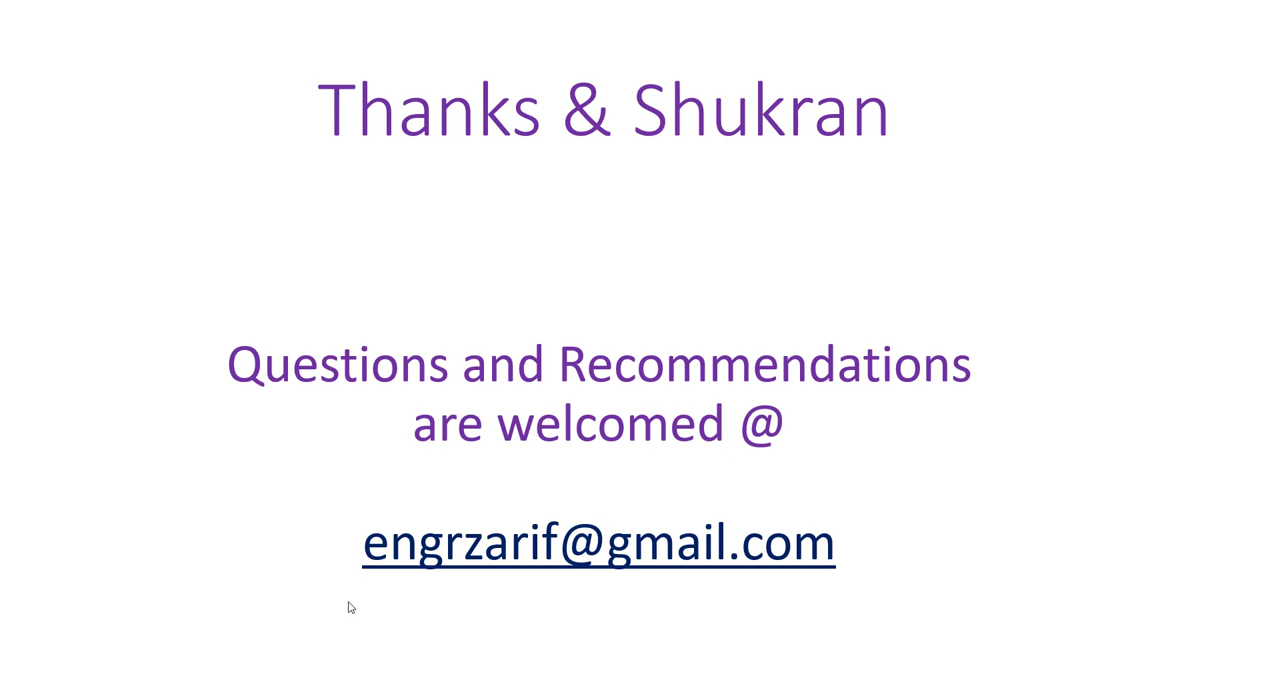 Thanks & Shukran
Questions and Recommendations
are welcomed @
engrzarif@gmail.com